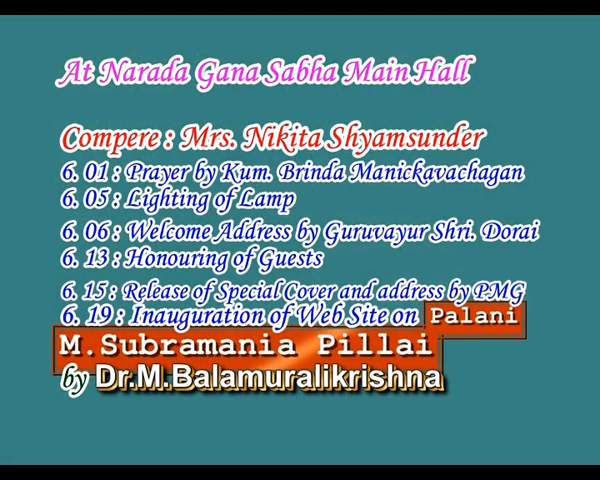 At Narada Gana Sabha Main Hall
Compere : Mrs. Nikita Shyamsunder
6. 01 : Prayer by Kum. Brinda Manickavachagan
6. 05 : Lighting of Lamp
6. 06 : Welcome Address by Guruvayur Shri. Dorai
6. 13 : Honouring of Guests
6. 15 : Release of Special Cover and address by PMG
6. 19 : Inauguration of Web Site on Palani
M.Subramania Pillai
by Dr.M.Balamuralikrishna